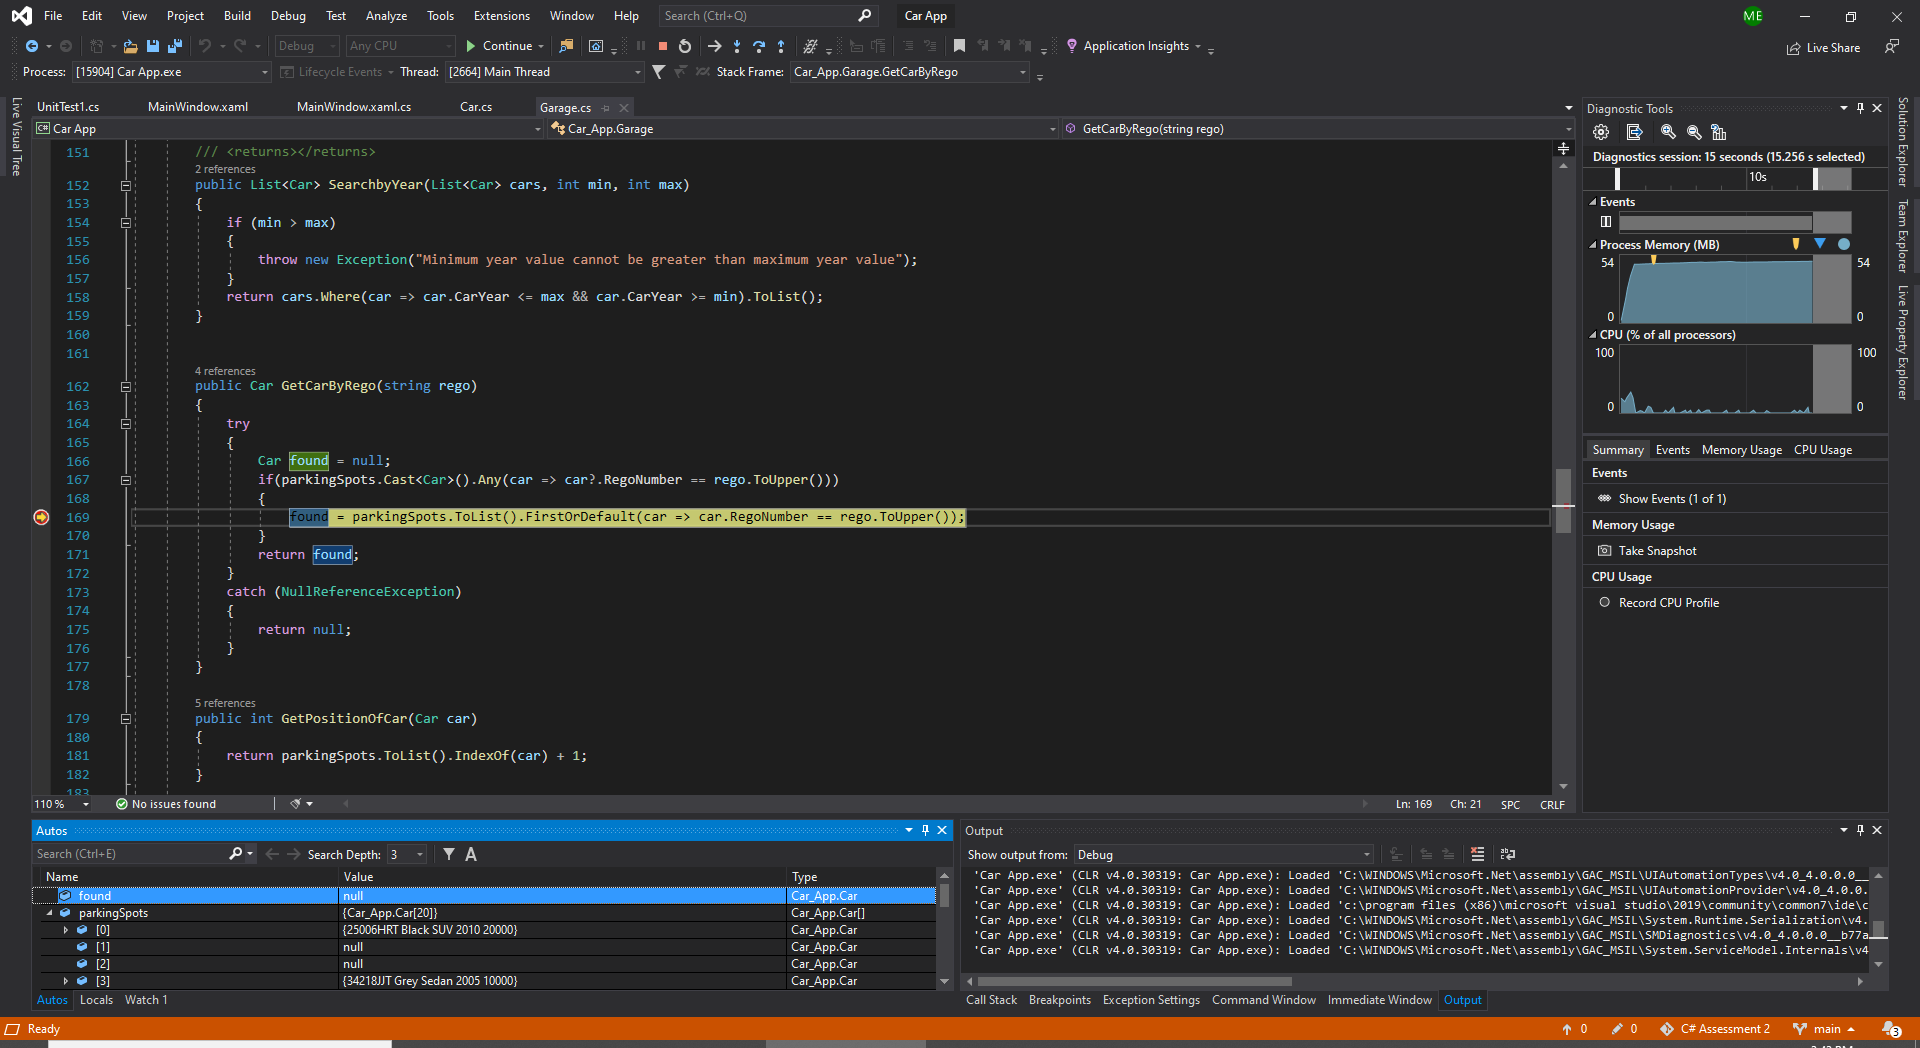 File Edit View Project Build Debug Test Analyze Tools Extensions Window Help Search (Ctrl+Q) Car App ME
Debug Any CPU Continue Application Insights Live Share
Process: [15904] Car App.exe Lifecycle Events Thread: [2664] Main Thread Stack Frame: Car_App.Garage.GetCarByRego
Live Visual Tree
UnitTest1.cs MainWindow.xaml MainWindow.xaml.cs Car.cs Garage.cs
C# Car App Car_App.Garage GetCarByRego(string rego)
151 /// <returns></returns>
2 references
152 public List<Car> SearchbyYear(List<Car> cars, int min, int max)
153 {
154 if (min > max)
155 {
156 throw new Exception("Minimum year value cannot be greater than maximum year value");
157 }
158 return cars.Where(car => car.CarYear <= max && car.CarYear >= min).ToList();
159 }
160
161
4 references
162 public Car GetCarByRego(string rego)
163 {
164 try
165 {
166 Car found = null;
167 if(parkingSpots.Cast<Car>().Any(car => car?.RegoNumber == rego.ToUpper()))
168 {
169 found = parkingSpots.ToList().FirstOrDefault(car => car.RegoNumber == rego.ToUpper());
170 }
171 return found;
172 }
173 catch (NullReferenceException)
174 {
175 return null;
176 }
177 }
178
5 references
179 public int GetPositionOfCar(Car car)
180 {
181 return parkingSpots.ToList().IndexOf(car) + 1;
182 }
183
110 % No issues found Ln: 169 Ch: 21 SPC CRLF
Diagnostic Tools
Diagnostics session: 15 seconds (15.256 s selected)
10s
Events
Process Memory (MB)
54 54
0 0
CPU (% of all processors)
100 100
0 0
Summary Events Memory Usage CPU Usage
Events
Show Events (1 of 1)
Memory Usage
Take Snapshot
CPU Usage
Record CPU Profile
Solution Explorer
Team Explorer
Live Property Explorer
Autos
Search (Ctrl+E) Search Depth: 3 A
Name Value Type
found null Car_App.Car
parkingSpots {Car_App.Car[20]} Car_App.Car[]
[0] {25006HRT Black SUV 2010 20000} Car_App.Car
[1] null Car_App.Car
[2] null Car_App.Car
[3] {34218JJT Grey Sedan 2005 10000} Car_App.Car
Autos Locals Watch 1
Output
Show output from: Debug
'Car App.exe' (CLR v4.0.30319: Car App.exe): Loaded 'C:\WINDOWS\Microsoft.Net\assembly\GAC_MSIL\UIAutomationTypes\v4.0_4.0.0.0__
'Car App.exe' (CLR v4.0.30319: Car App.exe): Loaded 'C:\WINDOWS\Microsoft.Net\assembly\GAC_MSIL\UIAutomationProvider\v4.0_4.0.0.
'Car App.exe' (CLR v4.0.30319: Car App.exe): Loaded 'c:\program files (x86)\microsoft visual studio\2019\community\common7\ide\c
'Car App.exe' (CLR v4.0.30319: Car App.exe): Loaded 'C:\WINDOWS\Microsoft.Net\assembly\GAC_MSIL\System.Runtime.Serialization\v4.
'Car App.exe' (CLR v4.0.30319: Car App.exe): Loaded 'C:\WINDOWS\Microsoft.Net\assembly\GAC_MSIL\SMDiagnostics\v4.0_4.0.0.0__b77a
'Car App.exe' (CLR v4.0.30319: Car App.exe): Loaded 'C:\WINDOWS\Microsoft.Net\assembly\GAC_MSIL\System.ServiceModel.Internals\v4
Call Stack Breakpoints Exception Settings Command Window Immediate Window Output
Ready 0 0 C# Assessment 2 main 3